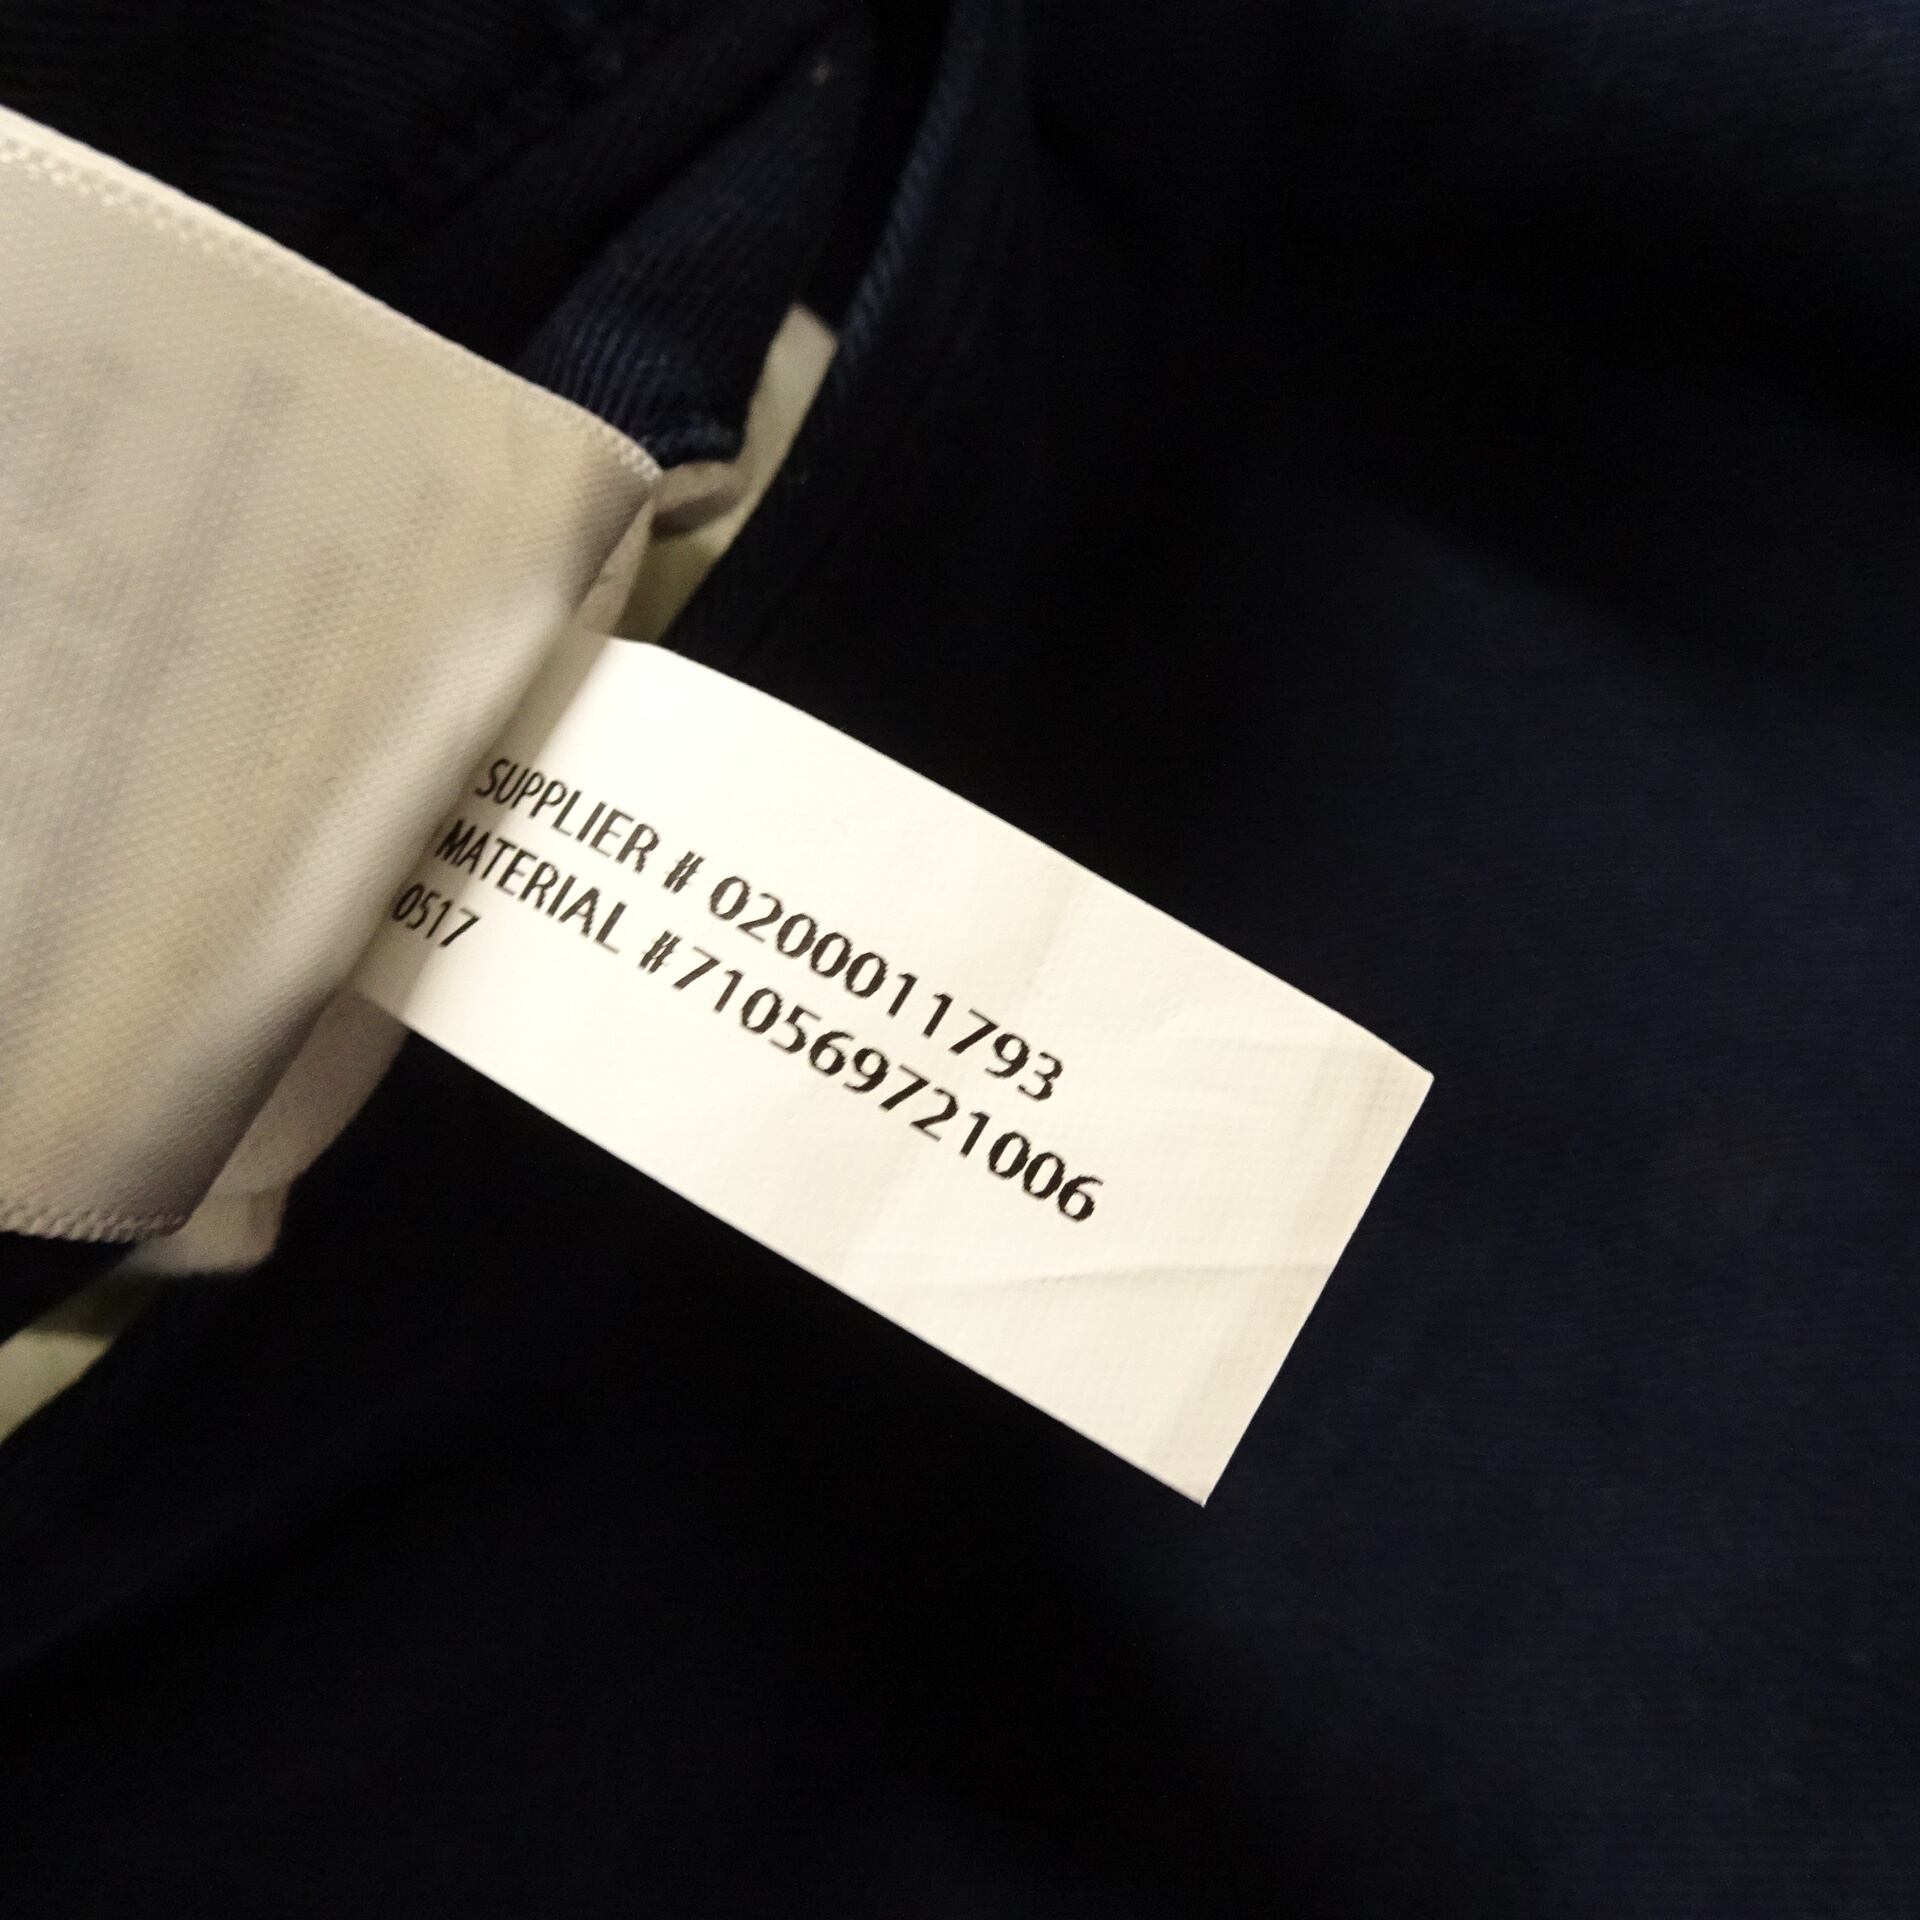 SUPPLIER # 0200011793
MATERIAL # 710569721006
0517